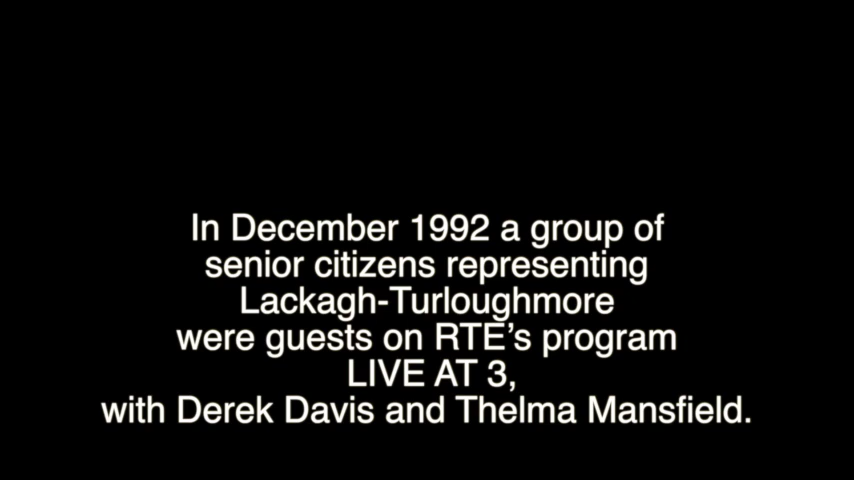 In December 1992 a group of
senior citizens representing
Lackagh-Turloughmore
were guests on RTE’s program
LIVE AT 3,
with Derek Davis and Thelma Mansfield.